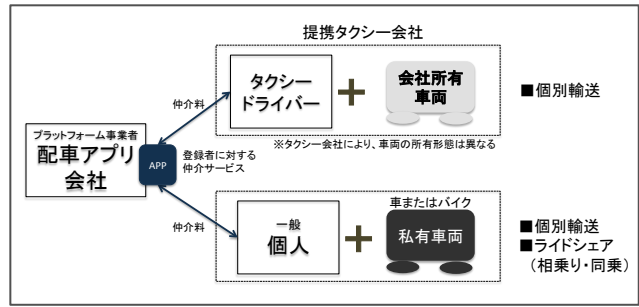 提携タクシー会社
タクシー
ドライバー
会社所有
車両
■個別輸送
仲介料
※タクシー会社により、車両の所有形態は異なる
プラットフォーム事業者
配車アプリ
会社
APP
登録者に対する
仲介サービス
仲介料
一般
個人
車またはバイク
私有車両
■個別輸送
■ライドシェア
(相乗り・同乗)